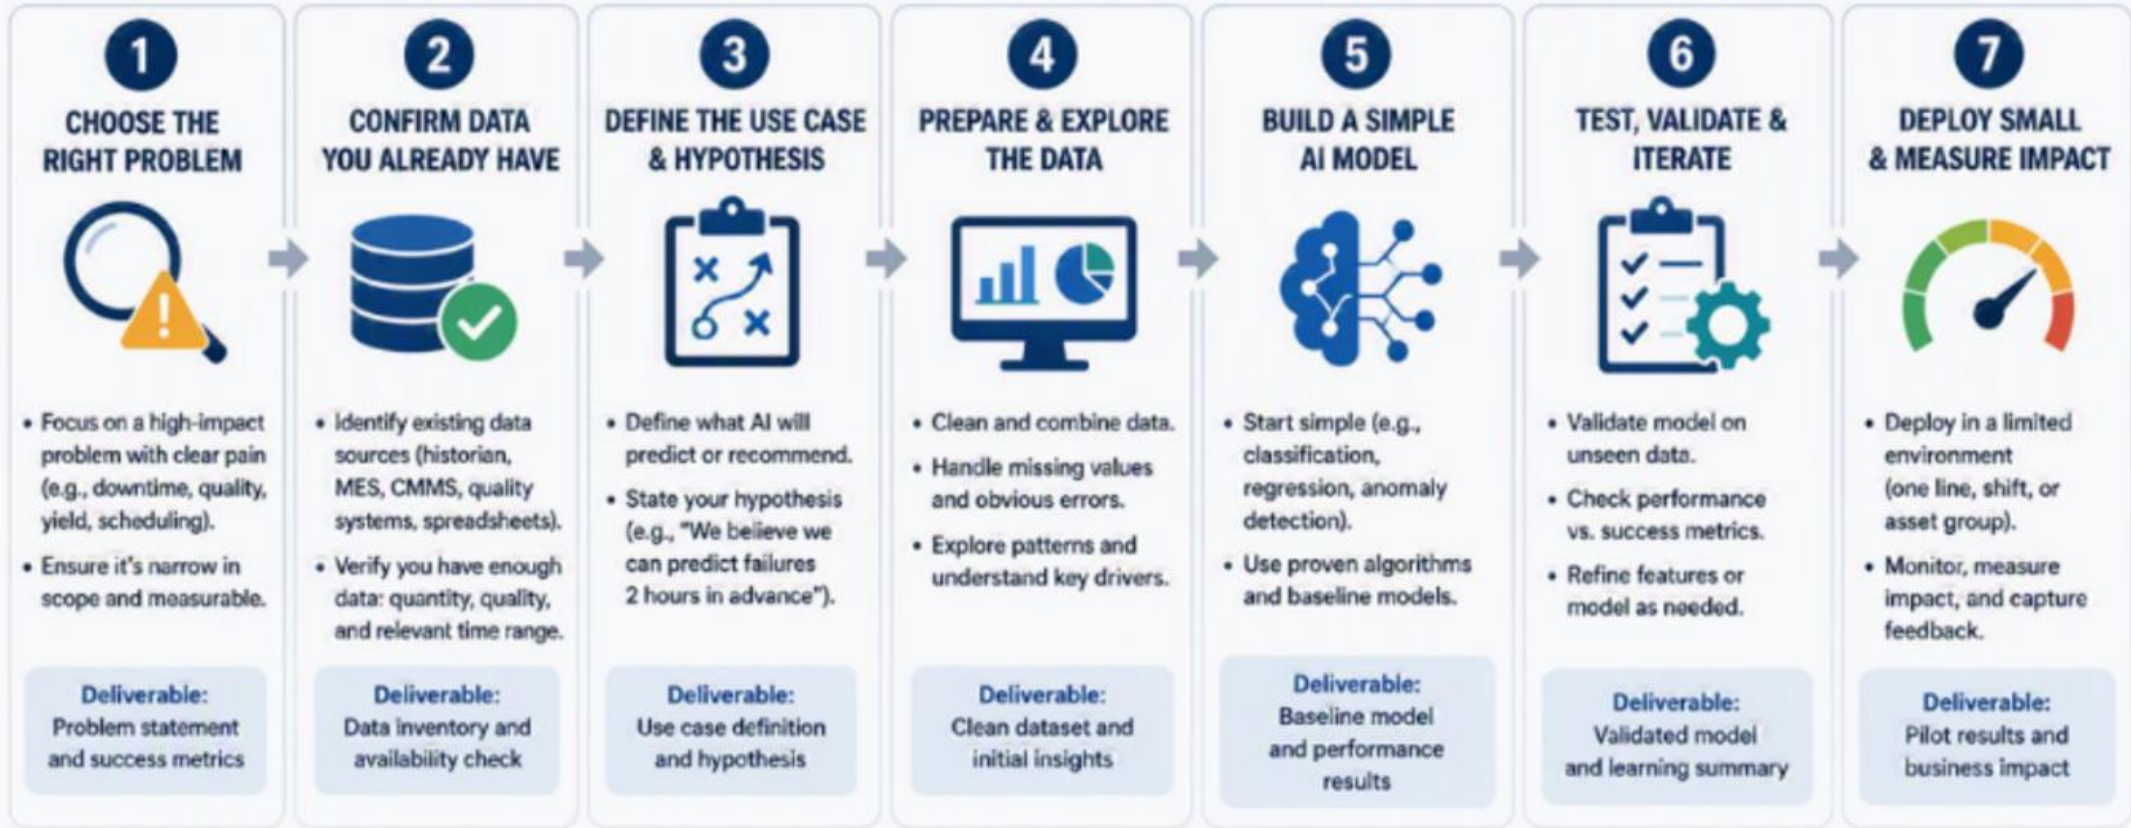 1
CHOOSE THE
RIGHT PROBLEM
• Focus on a high-impact
problem with clear pain
(e.g., downtime, quality,
yield, scheduling).
• Ensure it's narrow in
scope and measurable.
Deliverable:
Problem statement
and success metrics
2
CONFIRM DATA
YOU ALREADY HAVE
• Identify existing data
sources (historian,
MES, CMMS, quality
systems, spreadsheets).
• Verify you have enough
data: quantity, quality,
and relevant time range.
Deliverable:
Data inventory and
availability check
3
DEFINE THE USE CASE
& HYPOTHESIS
• Define what AI will
predict or recommend.
• State your hypothesis
(e.g., "We believe we
can predict failures
2 hours in advance").
Deliverable:
Use case definition
and hypothesis
4
PREPARE & EXPLORE
THE DATA
• Clean and combine data.
• Handle missing values
and obvious errors.
• Explore patterns and
understand key drivers.
Deliverable:
Clean dataset and
initial insights
5
BUILD A SIMPLE
AI MODEL
• Start simple (e.g.,
classification,
regression, anomaly
detection).
• Use proven algorithms
and baseline models.
Deliverable:
Baseline model
and performance
results
6
TEST, VALIDATE &
ITERATE
• Validate model on
unseen data.
• Check performance
vs. success metrics.
• Refine features or
model as needed.
Deliverable:
Validated model
and learning summary
7
DEPLOY SMALL
& MEASURE IMPACT
• Deploy in a limited
environment
(one line, shift, or
asset group).
• Monitor, measure
impact, and capture
feedback.
Deliverable:
Pilot results and
business impact